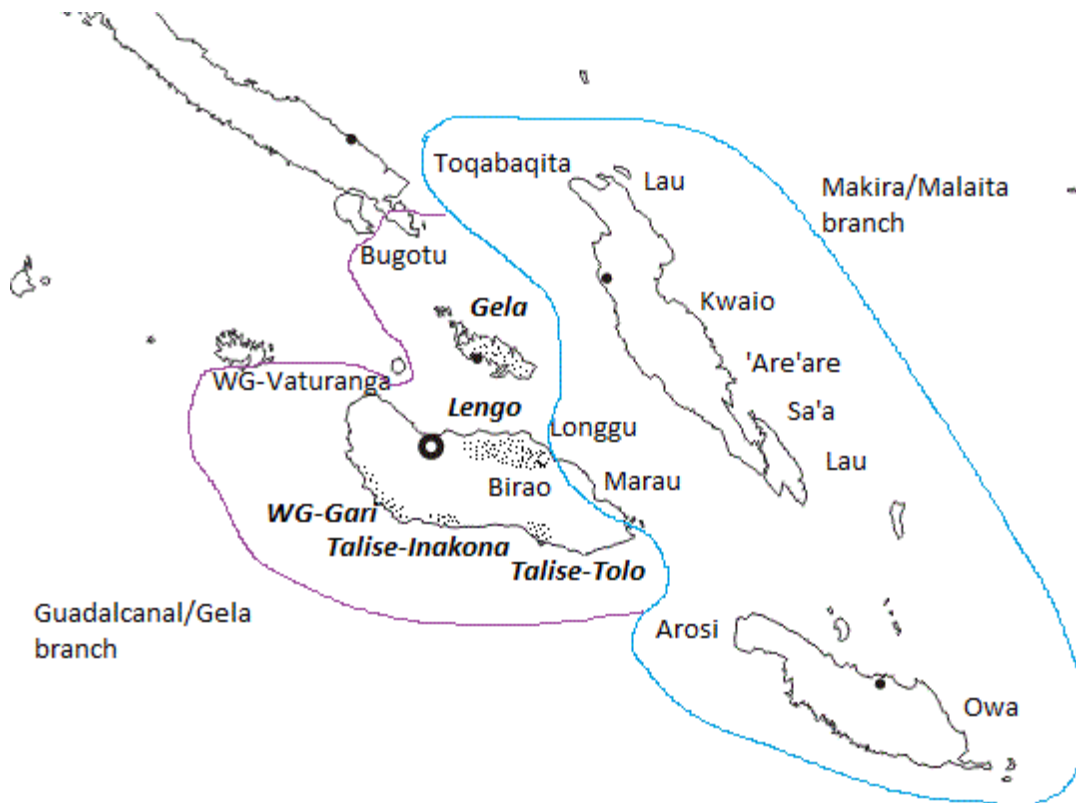 Toqabaqita
Lau
Makira/Malaita
branch
Bugotu
Gela
Kwaio
'Are'are
WG-Vaturanga
Lengo
Longgu
Sa'a
Lau
Birao
Marau
WG-Gari
Talise-Inakona
Talise-Tolo
Guadalcanal/Gela
branch
Arosi
Owa